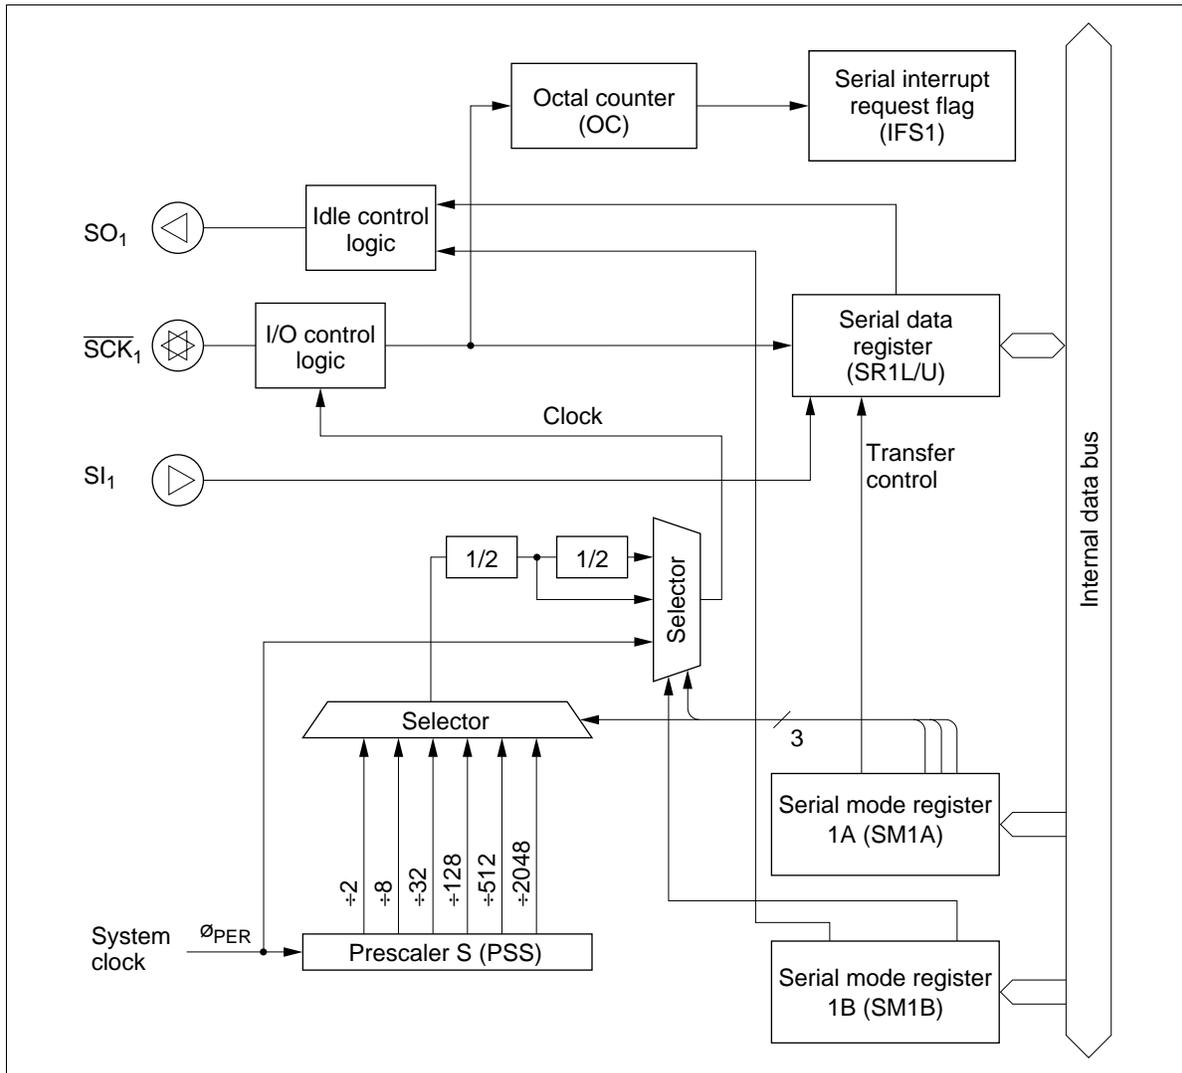 Octal counter
(OC)
Serial interrupt
request flag
(IFS1)
SO1
Idle control
logic
SCK1
I/O control
logic
Serial data
register
(SR1L/U)
Clock
SI1
Transfer
control
Internal data bus
1/2
1/2
Selector
Selector
3
Serial mode register
1A (SM1A)
÷2
÷8
÷32
÷128
÷512
÷2048
System
clock
øPER
Prescaler S (PSS)
Serial mode register
1B (SM1B)